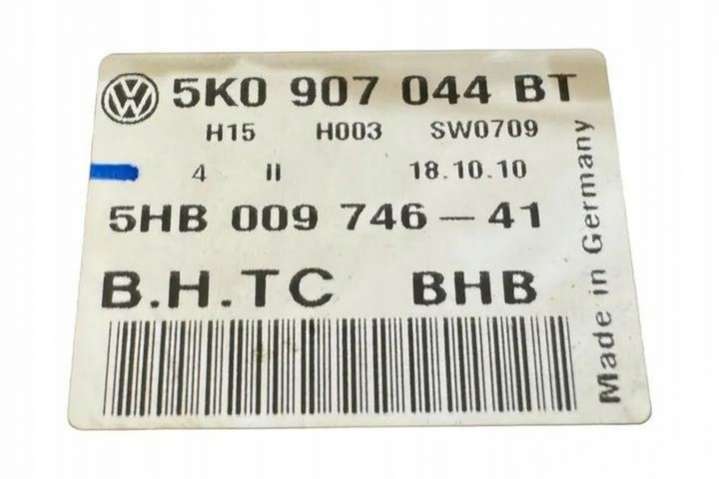 5K0 907 044 BT
H15 H003 SW0709
4 II 18.10.10
5HB 009 746-41
B.H.TC BHB
Made in Germany